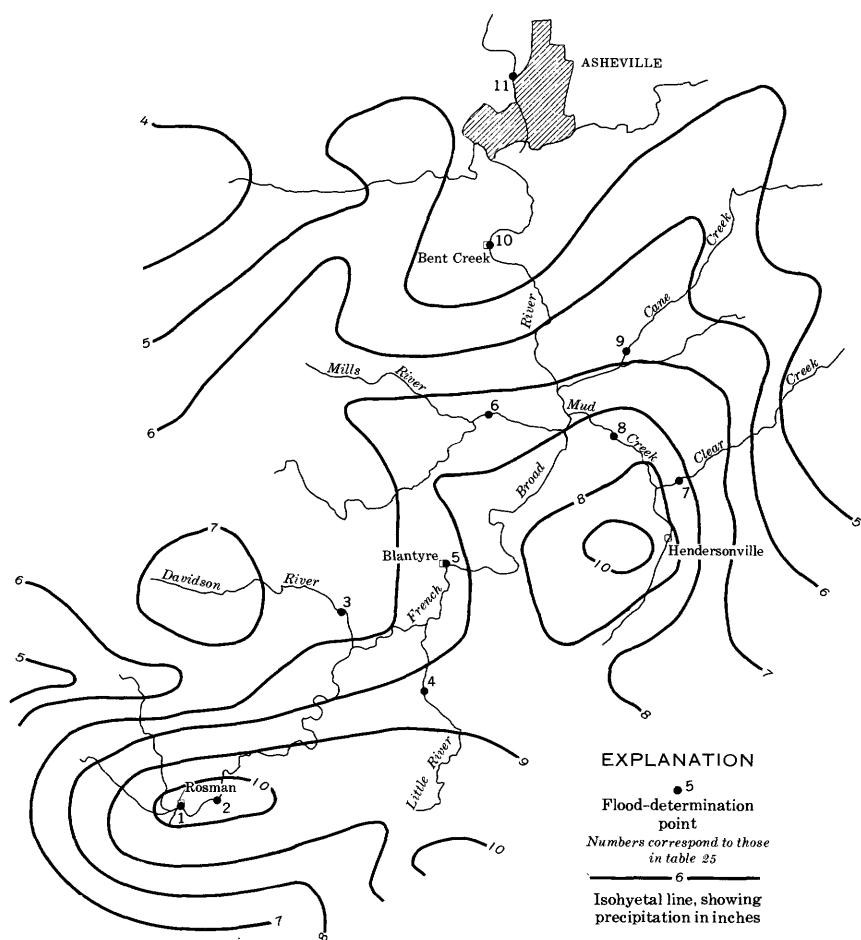 ASHEVILLE
11
4
10
Bent Creek
Creek
Cane
River
5
9
Mills
River
Creek
6
6
Mud
8
Creek
Clear
Broad
7
8
5
7
Hendersonville
10
Blantyre
5
Davidson
River
6
3
French
6
5
7
4
8
9
EXPLANATION
5
Flood-determination
point
Numbers correspond to those
in table 25
6
Isohyetal line, showing
precipitation in inches
Little River
10
Rosman
1
2
10
7
8